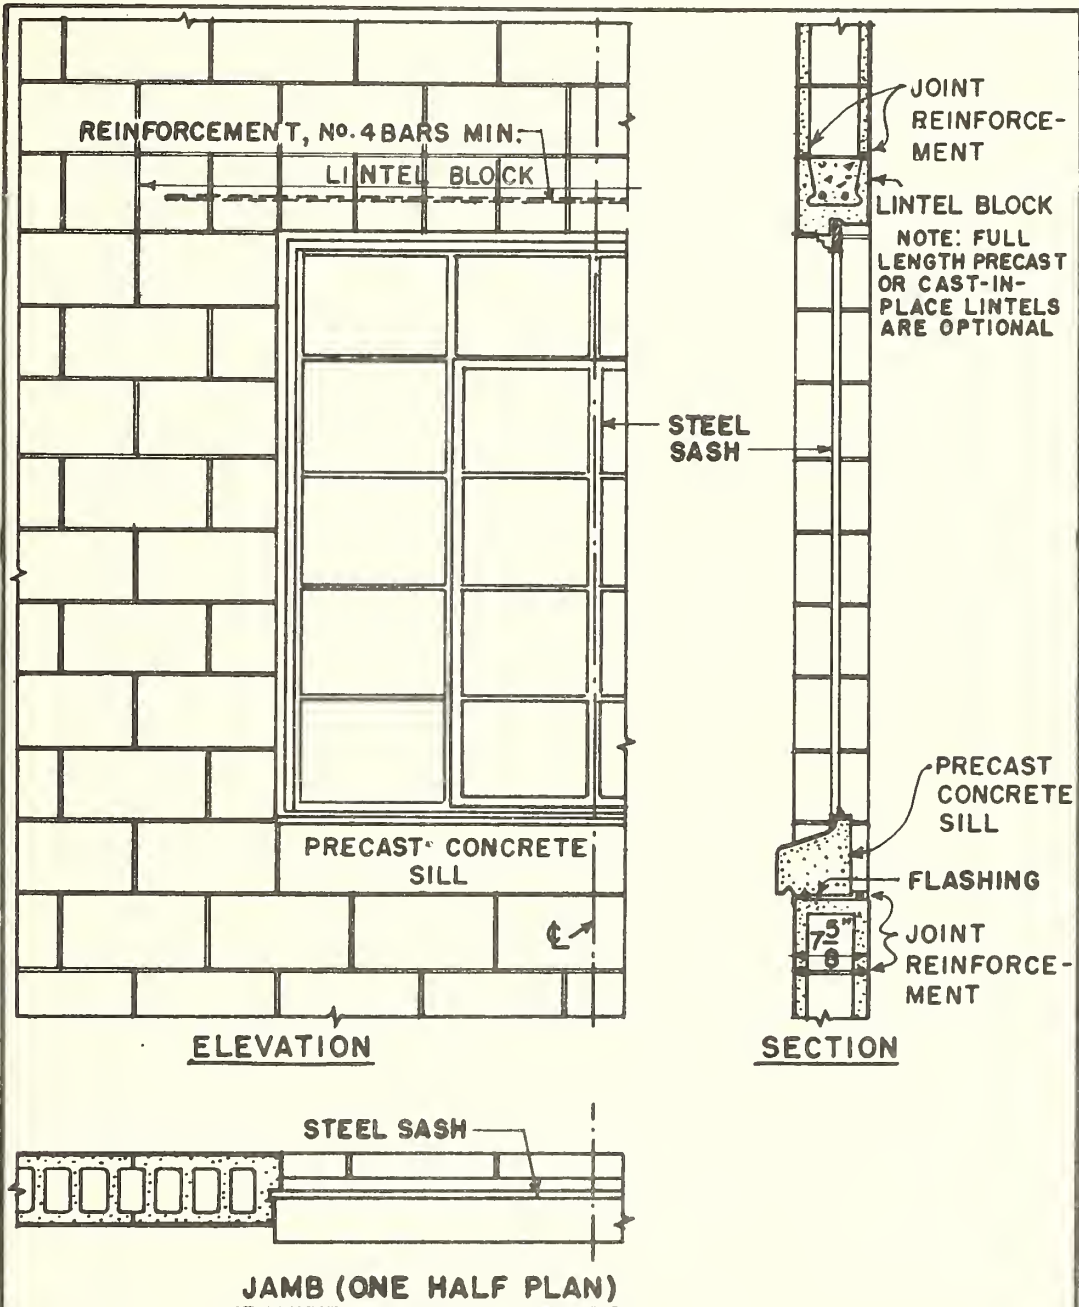 REINFORCEMENT, No. 4 BARS MIN.
LINTEL BLOCK
PRECAST CONCRETE
SILL
℄
ELEVATION
JOINT
REINFORCE-
MENT
LINTEL BLOCK
NOTE: FULL
LENGTH PRECAST
OR CAST-IN-
PLACE LINTELS
ARE OPTIONAL
STEEL
SASH
PRECAST
CONCRETE
SILL
FLASHING
7 5/8"
JOINT
REINFORCE-
MENT
SECTION
STEEL SASH
JAMB (ONE HALF PLAN)